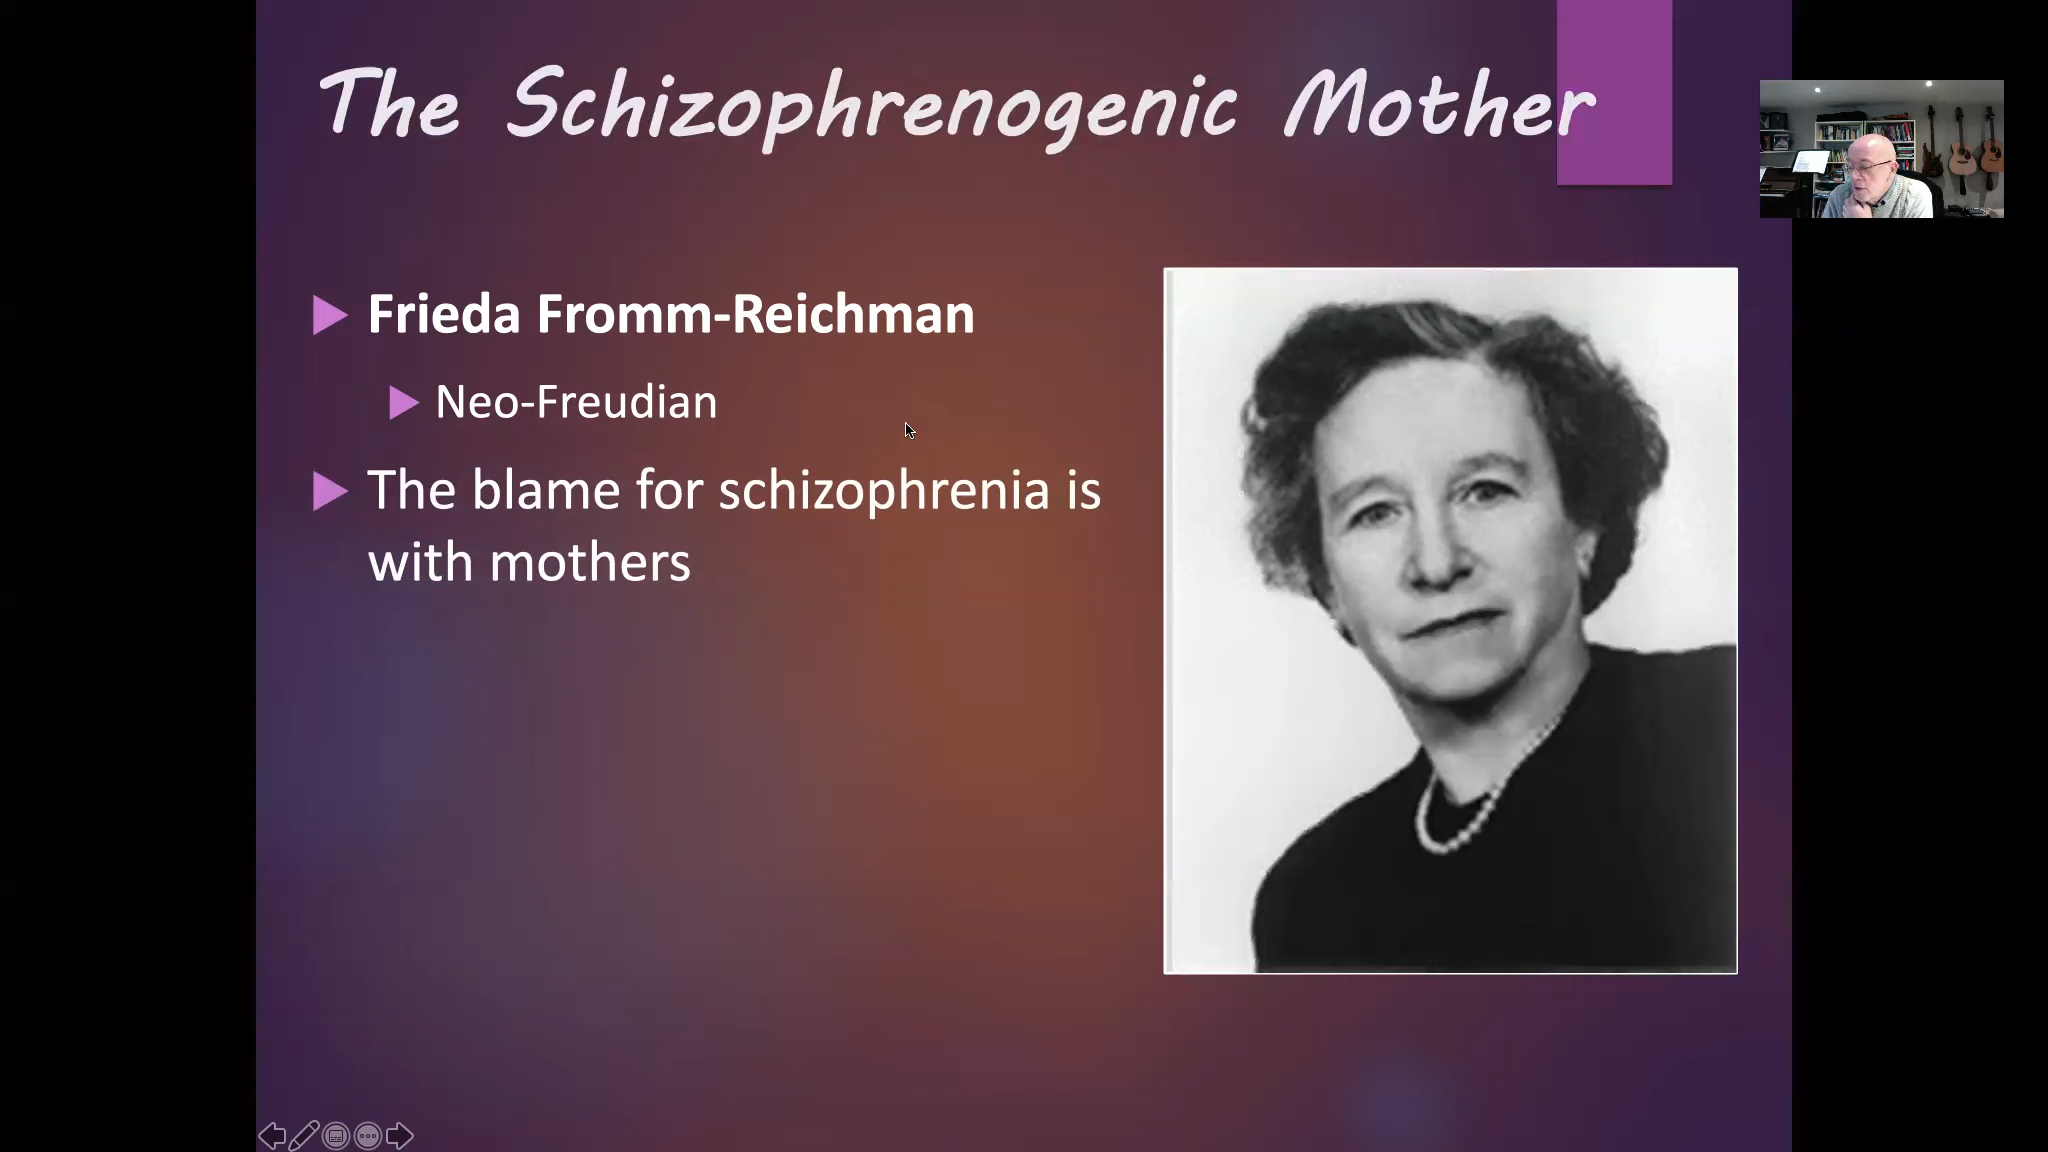 The Schizophrenogenic Mother
Frieda Fromm-Reichman
Neo-Freudian
The blame for schizophrenia is
with mothers